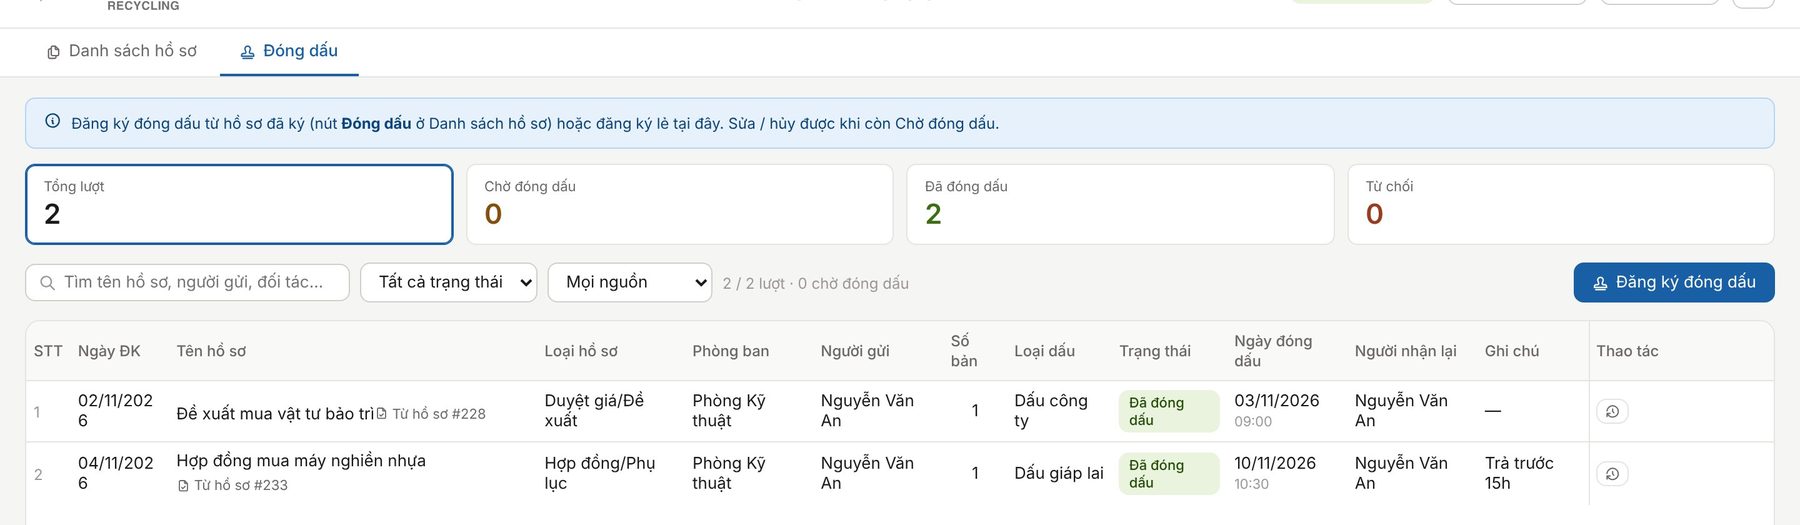 RECYCLING
Danh sách hồ sơ
Đóng dấu
Đăng ký đóng dấu từ hồ sơ đã ký (nút Đóng dấu ở Danh sách hồ sơ) hoặc đăng ký lẻ tại đây. Sửa / hủy được khi còn Chờ đóng dấu.
Tổng lượt
2
Chờ đóng dấu
0
Đã đóng dấu
2
Từ chối
0
Tìm tên hồ sơ, người gửi, đối tác...
Tất cả trạng thái
Mọi nguồn
2 / 2 lượt · 0 chờ đóng dấu
Đăng ký đóng dấu
STT
Ngày ĐK
Tên hồ sơ
Loại hồ sơ
Phòng ban
Người gửi
Số
bản
Loại dấu
Trạng thái
Ngày đóng
dấu
Người nhận lại
Ghi chú
Thao tác
1
02/11/202
6
Đề xuất mua vật tư bảo trì
Từ hồ sơ #228
Duyệt giá/Đề
xuất
Phòng Kỹ
thuật
Nguyễn Văn
An
1
Dấu công
ty
Đã đóng
dấu
03/11/2026
09:00
Nguyễn Văn
An
—
2
04/11/202
6
Hợp đồng mua máy nghiền nhựa
Từ hồ sơ #233
Hợp đồng/Phụ
lục
Phòng Kỹ
thuật
Nguyễn Văn
An
1
Dấu giáp lai
Đã đóng
dấu
10/11/2026
10:30
Nguyễn Văn
An
Trả trước
15h